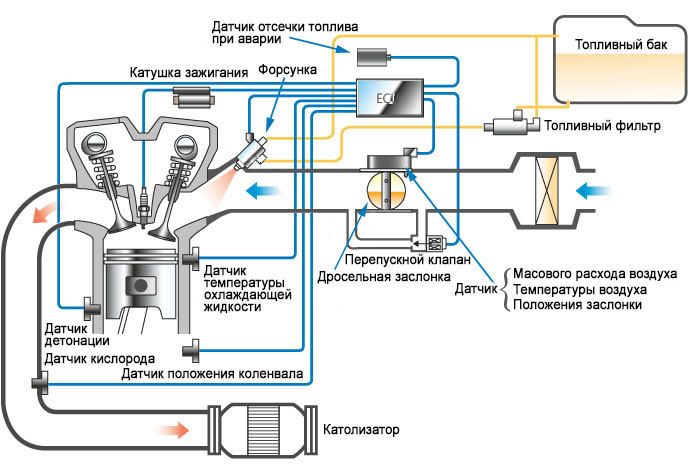 Датчик отсечки топлива
при аварии
Топливный бак
Катушка зажигания
Форсунка
ECU
Топливный фильтр
Перепускной клапан
Дросельная заслонка
Датчик
Массового расхода воздуха
Температуры воздуха
Положения заслонки
Датчик
температуры
охлаждающей
жидкости
Датчик
детонации
Датчик кислорода
Датчик положения коленвала
Католизатор